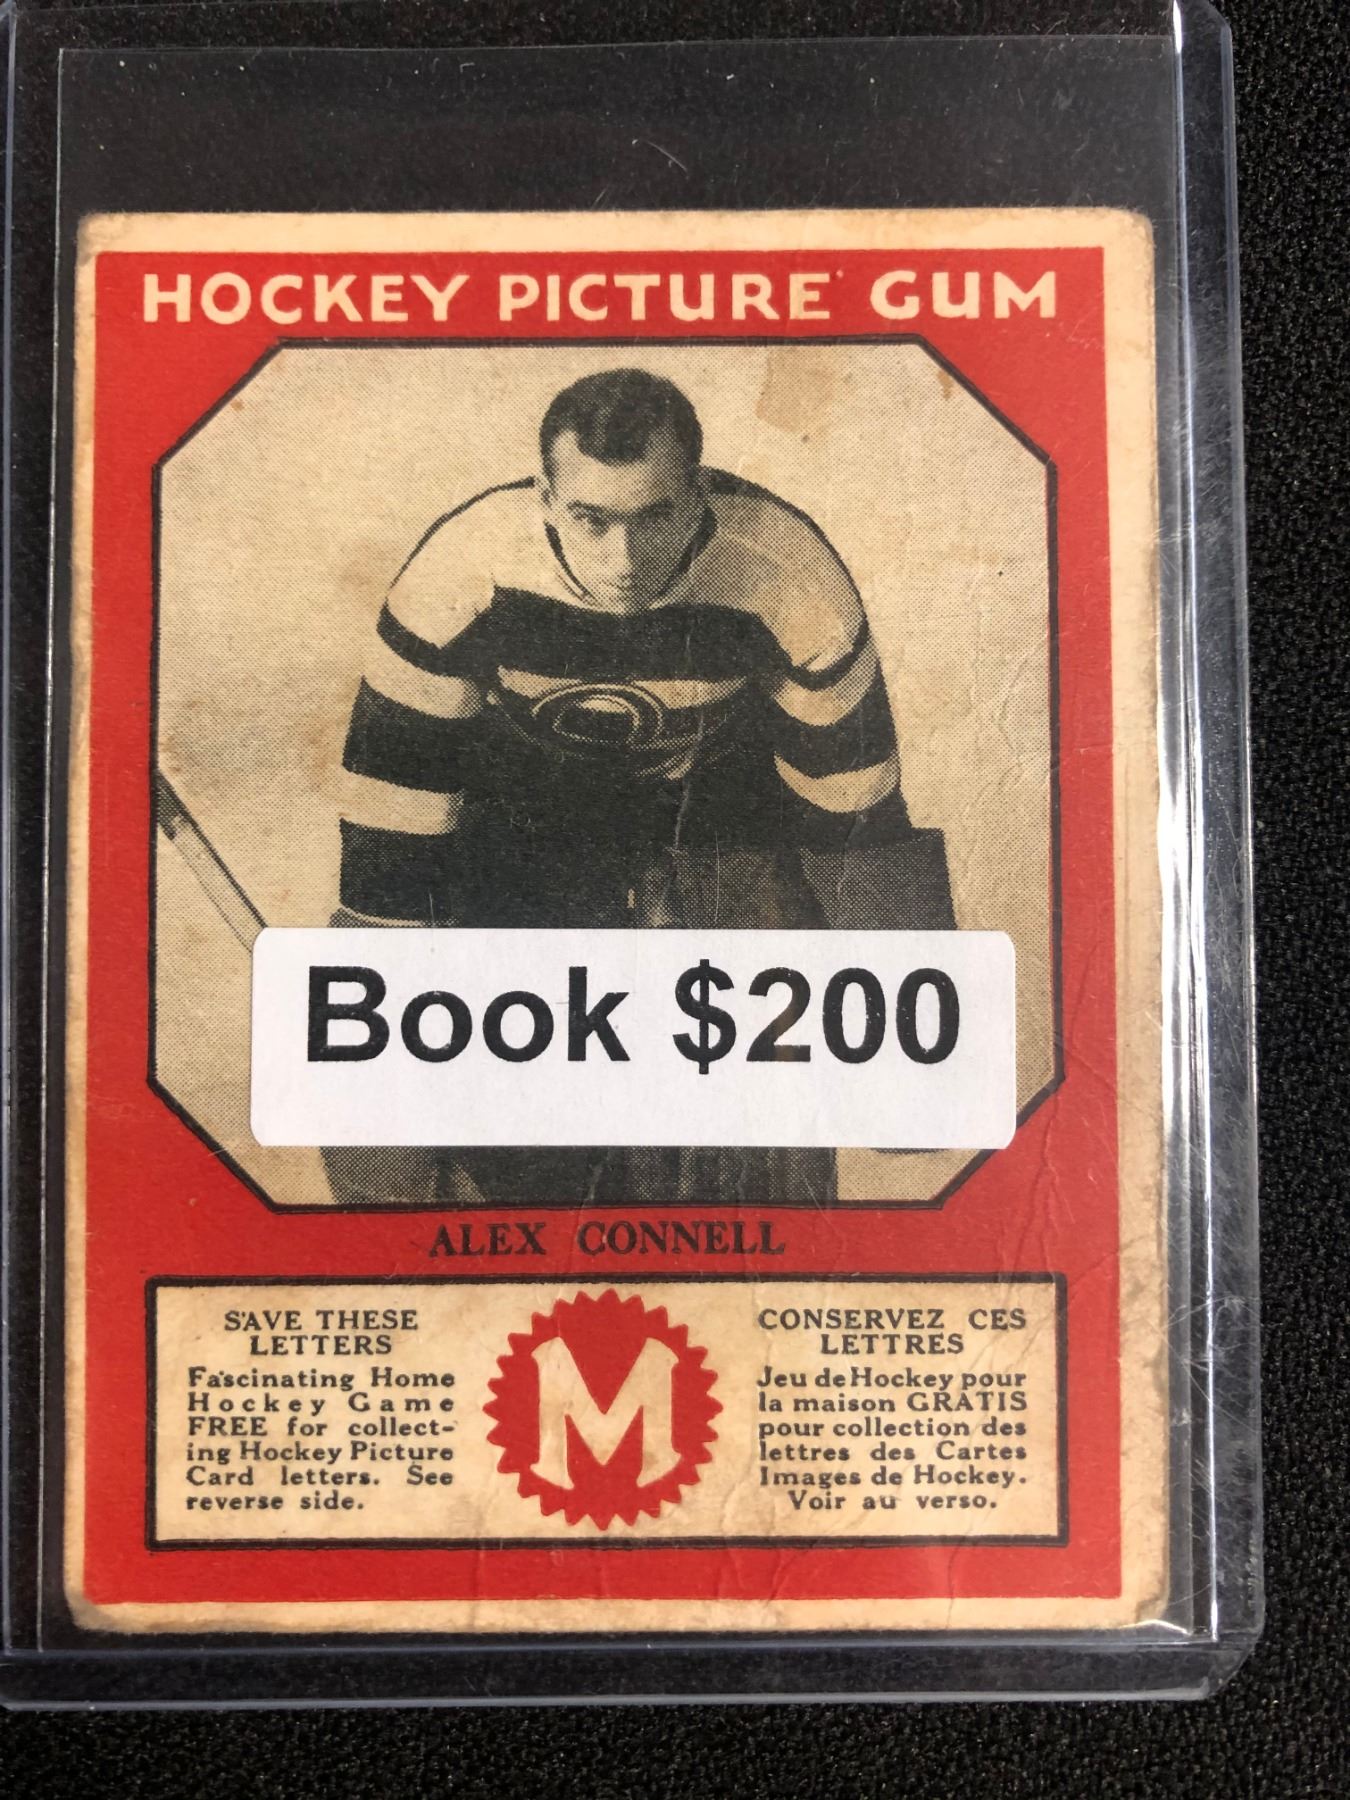 HOCKEY PICTURE GUM
Book $200
ALEX CONNELL
SAVE THESE
LETTERS
Fascinating Home
Hockey Game
FREE for collect-
ing Hockey Picture
Card letters. See
reverse side.
M
CONSERVEZ CES
LETTRES
Jeu de Hockey pour
la maison GRATIS
pour collection des
lettres des Cartes
Images de Hockey.
Voir au verso.